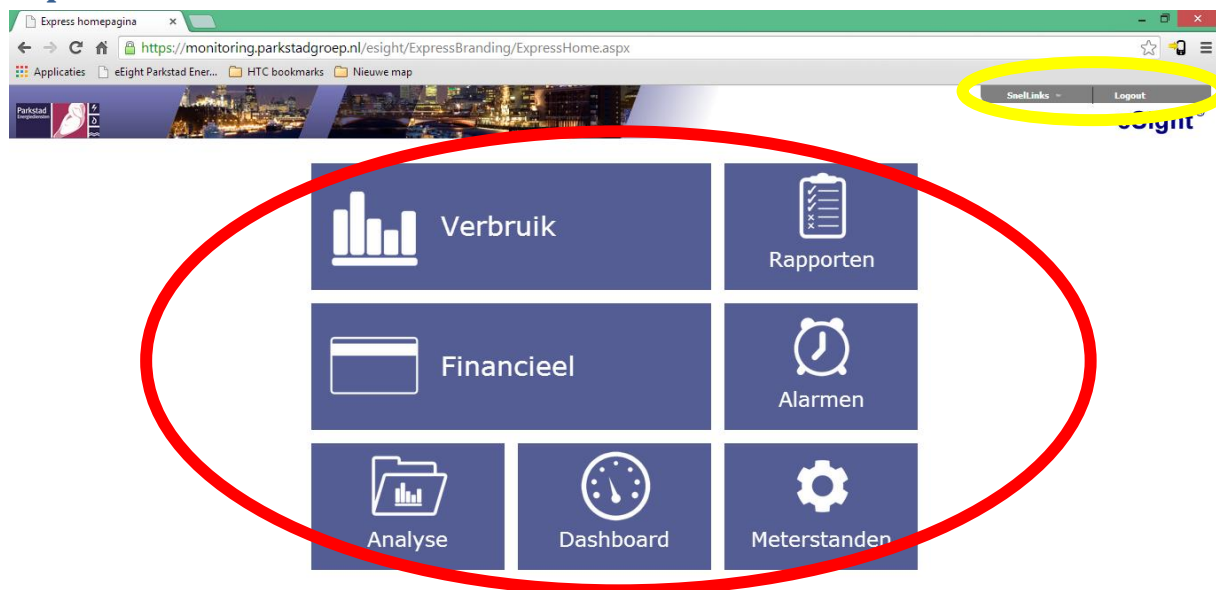 Express homepagina
https://monitoring.parkstadgroep.nl/esight/ExpressBranding/ExpressHome.aspx
Applicaties eEight Parkstad Ener... HTC bookmarks Nieuwe map
SnelLinks Logout
Parkstad
Verbruik
Rapporten
Financieel
Alarmen
Analyse Dashboard Meterstanden